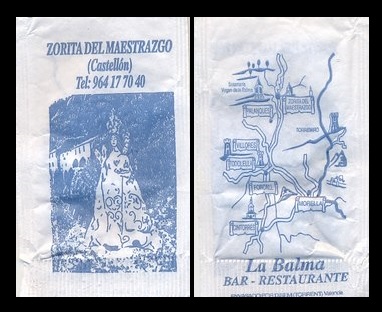 ZORITA DEL MAESTRAZGO
(Castellón)
Tel: 964 17 70 40
PALANQUES
ZORITA DEL
MAESTRAZGO
VILLORES
TODOLELLA
FORCALL
MORELLA
CINTORRES
La Balma
BAR - RESTAURANTE